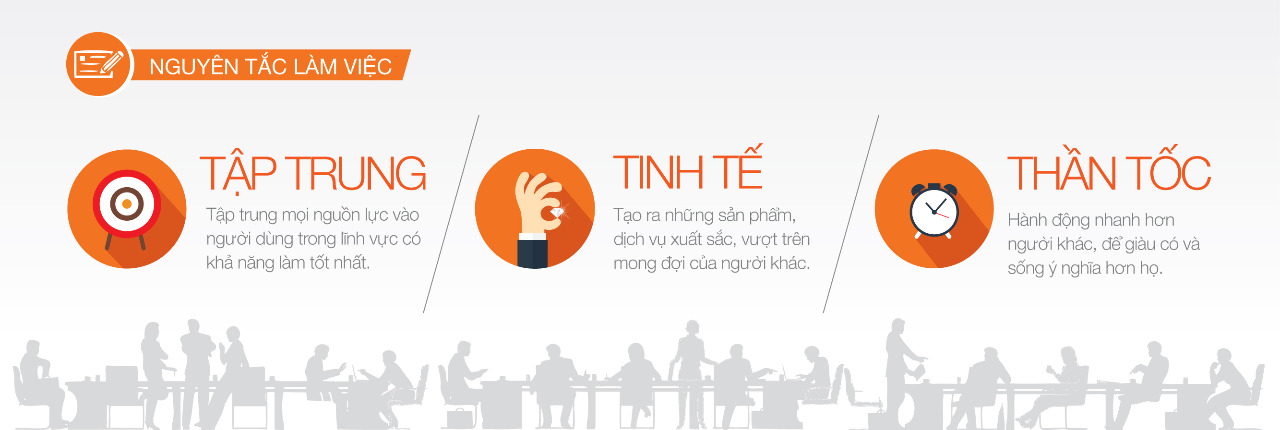 NGUYÊN TẮC LÀM VIỆC
TẬP TRUNG
Tập trung mọi nguồn lực vào
người dùng trong lĩnh vực có
khả năng làm tốt nhất.
TINH TẾ
Tạo ra những sản phẩm,
dịch vụ xuất sắc, vượt trên
mong đợi của người khác.
THẦN TỐC
Hành động nhanh hơn
người khác, để giàu có và
sống ý nghĩa hơn họ.